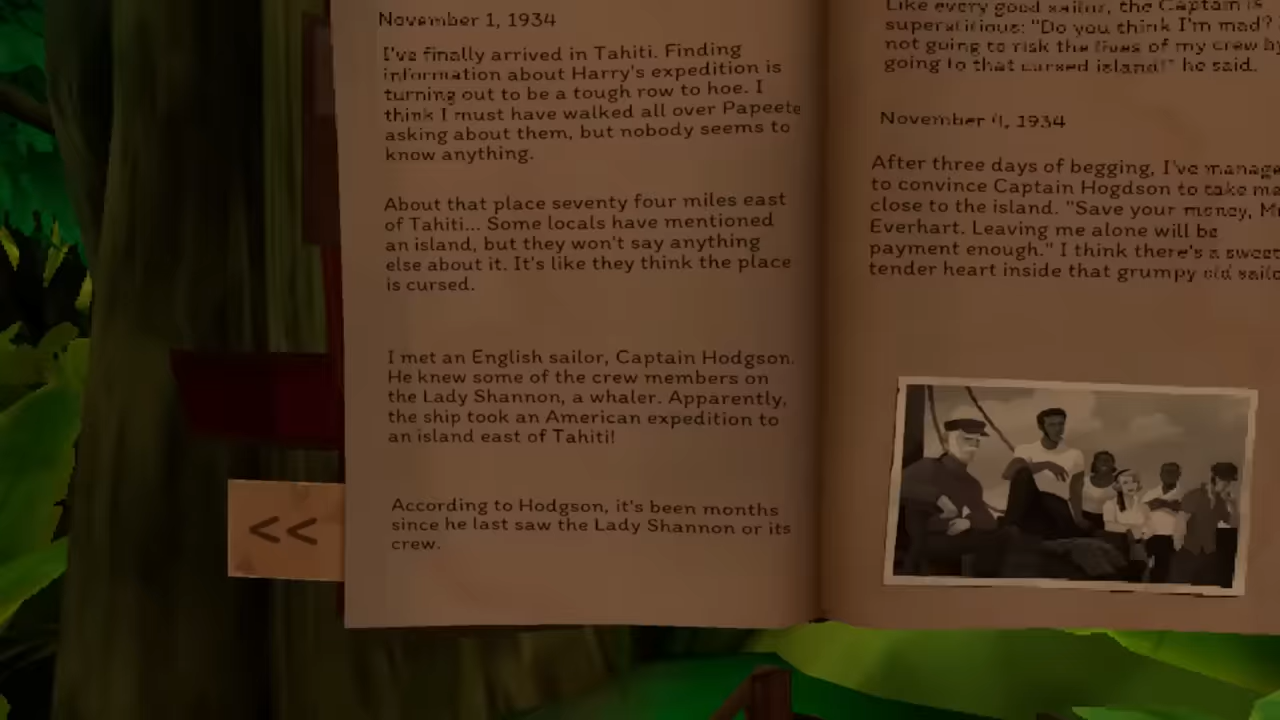 November 1, 1934
I've finally arrived in Tahiti. Finding
information about Harry's expedition is
turning out to be a tough row to hoe. I
think I must have walked all over Papeete
asking about them, but nobody seems to
know anything.
About that place seventy four miles east
of Tahiti... Some locals have mentioned
an island, but they won't say anything
else about it. It's like they think the place
is cursed.
I met an English sailor, Captain Hodgson.
He knew some of the crew members on
the Lady Shannon, a whaler. Apparently,
the ship took an American expedition to
an island east of Tahiti!
According to Hodgson, it's been months
since he last saw the Lady Shannon or its
crew.
<<
Like every good sailor, the Captain is
superstitious: "Do you think I'm mad?
not going to risk the lives of my crew by
going to that cursed island!" he said.
November 4, 1934
After three days of begging, I've manage
to convince Captain Hogdson to take me
close to the island. "Save your money, M
Everhart. Leaving me alone will be
payment enough." I think there's a sweet
tender heart inside that grumpy old sailo